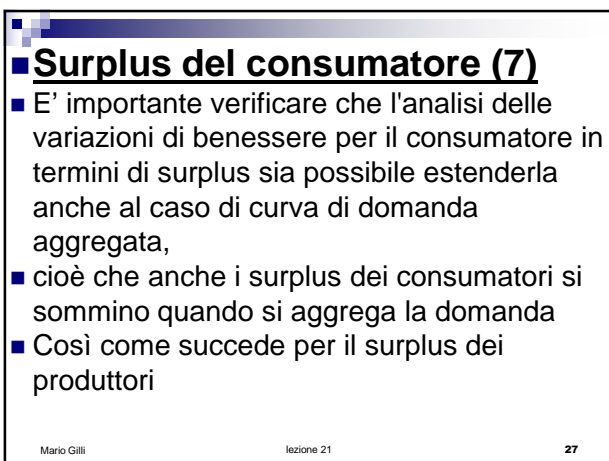 Surplus del consumatore (7)
E' importante verificare che l'analisi delle
variazioni di benessere per il consumatore in
termini di surplus sia possibile estenderla
anche al caso di curva di domanda
aggregata,
cioè che anche i surplus dei consumatori si
sommino quando si aggrega la domanda
Così come succede per il surplus dei
produttori
Mario Gilli lezione 21 27